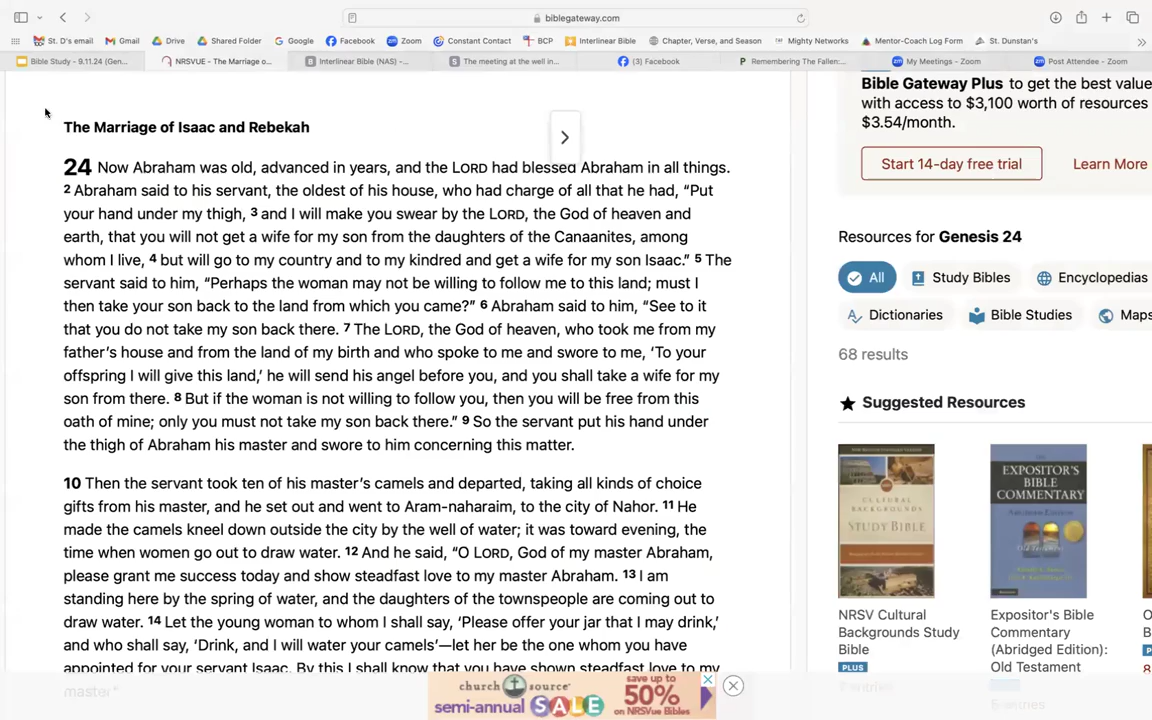 biblegateway.com
St. D's email
Gmail
Drive
Shared Folder
Google
Facebook
Zoom
Constant Contact
BCP
Interlinear Bible
Chapter, Verse, and Season
Mighty Networks
Mentor-Coach Log Form
St. Dunstan's
Bible Study - 9.11.24 (Gen...
NRSVUE - The Marriage o...
Interlinear Bible (NAS) -...
The meeting at the well in...
(3) Facebook
Remembering The Fallen:...
My Meetings - Zoom
Post Attendee - Zoom
The Marriage of Isaac and Rebekah
24 Now Abraham was old, advanced in years, and the LORD had blessed Abraham in all things.
2 Abraham said to his servant, the oldest of his house, who had charge of all that he had, “Put
your hand under my thigh, 3 and I will make you swear by the LORD, the God of heaven and
earth, that you will not get a wife for my son from the daughters of the Canaanites, among
whom I live, 4 but will go to my country and to my kindred and get a wife for my son Isaac.” 5 The
servant said to him, “Perhaps the woman may not be willing to follow me to this land; must I
then take your son back to the land from which you came?” 6 Abraham said to him, “See to it
that you do not take my son back there. 7 The LORD, the God of heaven, who took me from my
father’s house and from the land of my birth and who spoke to me and swore to me, ‘To your
offspring I will give this land,’ he will send his angel before you, and you shall take a wife for my
son from there. 8 But if the woman is not willing to follow you, then you will be free from this
oath of mine; only you must not take my son back there.” 9 So the servant put his hand under
the thigh of Abraham his master and swore to him concerning this matter.
10 Then the servant took ten of his master’s camels and departed, taking all kinds of choice
gifts from his master, and he set out and went to Aram-naharaim, to the city of Nahor. 11 He
made the camels kneel down outside the city by the well of water; it was toward evening, the
time when women go out to draw water. 12 And he said, “O LORD, God of my master Abraham,
please grant me success today and show steadfast love to my master Abraham. 13 I am
standing here by the spring of water, and the daughters of the townspeople are coming out to
draw water. 14 Let the young woman to whom I shall say, ‘Please offer your jar that I may drink,’
and who shall say, ‘Drink, and I will water your camels’—let her be the one whom you have
appointed for your servant Isaac. By this I shall know that you have shown steadfast love to my
master
Bible Gateway Plus to get the best value
with access to $3,100 worth of resources
$3.54/month.
Start 14-day free trial
Learn More
Resources for Genesis 24
All
Study Bibles
Encyclopedias
Dictionaries
Bible Studies
Maps
68 results
Suggested Resources
CULTURAL
BACKGROUNDS
STUDY BIBLE
EXPOSITOR'S
BIBLE
COMMENTARY
NRSV Cultural
Backgrounds Study
Bible
PLUS
Expositor's Bible
Commentary
(Abridged Edition):
Old Testament
church source
semi-annual SALE
save up to
50%
on NRSVue Bibles